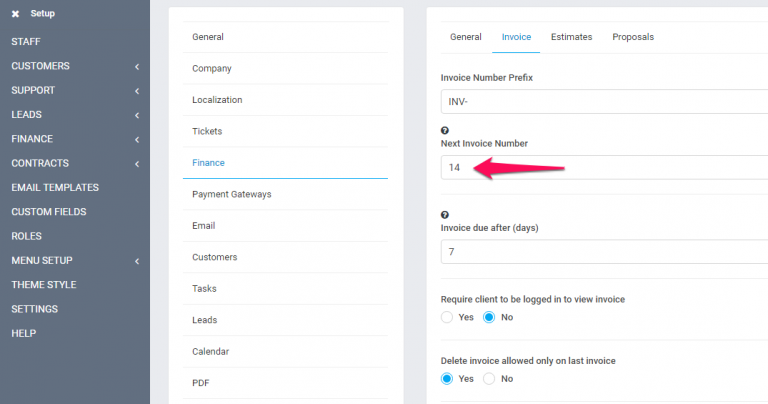 Setup
STAFF
CUSTOMERS
SUPPORT
LEADS
FINANCE
CONTRACTS
EMAIL TEMPLATES
CUSTOM FIELDS
ROLES
MENU SETUP
THEME STYLE
SETTINGS
HELP
General
Company
Localization
Tickets
Finance
Payment Gateways
Email
Customers
Tasks
Leads
Calendar
PDF
General Invoice Estimates Proposals
Invoice Number Prefix
INV-
Next Invoice Number
14
Invoice due after (days)
7
Require client to be logged in to view invoice
Yes No
Delete invoice allowed only on last invoice
Yes No